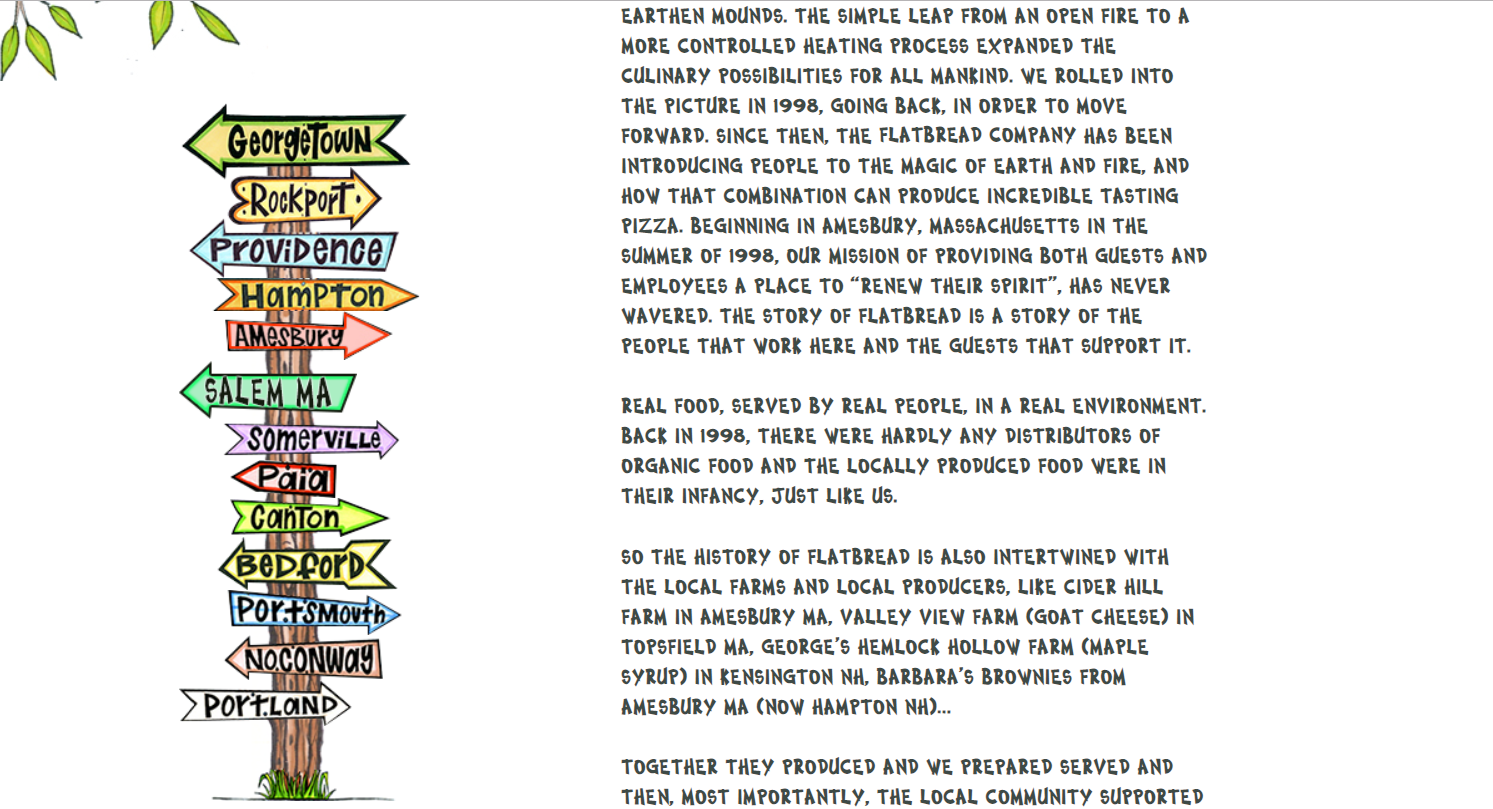 GEORGETOWN
ROCKPORT
PROVIDENCE
HAMPTON
AMESBURY
SALEM MA
SOMERVILLE
PAIA
CANTON
BEDFORD
PORTSMOUTH
NO.CONWAY
PORTLAND
EARTHEN MOUNDS. THE SIMPLE LEAP FROM AN OPEN FIRE TO A
MORE CONTROLLED HEATING PROCESS EXPANDED THE
CULINARY POSSIBILITIES FOR ALL MANKIND. WE ROLLED INTO
THE PICTURE IN 1998, GOING BACK, IN ORDER TO MOVE
FORWARD. SINCE THEN, THE FLATBREAD COMPANY HAS BEEN
INTRODUCING PEOPLE TO THE MAGIC OF EARTH AND FIRE, AND
HOW THAT COMBINATION CAN PRODUCE INCREDIBLE TASTING
PIZZA. BEGINNING IN AMESBURY, MASSACHUSETTS IN THE
SUMMER OF 1998, OUR MISSION OF PROVIDING BOTH GUESTS AND
EMPLOYEES A PLACE TO “RENEW THEIR SPIRIT”, HAS NEVER
WAVERED. THE STORY OF FLATBREAD IS A STORY OF THE
PEOPLE THAT WORK HERE AND THE GUESTS THAT SUPPORT IT.
REAL FOOD, SERVED BY REAL PEOPLE, IN A REAL ENVIRONMENT.
BACK IN 1998, THERE WERE HARDLY ANY DISTRIBUTORS OF
ORGANIC FOOD AND THE LOCALLY PRODUCED FOOD WERE IN
THEIR INFANCY, JUST LIKE US.
SO THE HISTORY OF FLATBREAD IS ALSO INTERTWINED WITH
THE LOCAL FARMS AND LOCAL PRODUCERS, LIKE CIDER HILL
FARM IN AMESBURY MA, VALLEY VIEW FARM (GOAT CHEESE) IN
TOPSFIELD MA, GEORGE’S HEMLOCK HOLLOW FARM (MAPLE
SYRUP) IN KENSINGTON NH, BARBARA’S BROWNIES FROM
AMESBURY MA (NOW HAMPTON NH)...
TOGETHER THEY PRODUCED AND WE PREPARED SERVED AND
THEN, MOST IMPORTANTLY, THE LOCAL COMMUNITY SUPPORTED